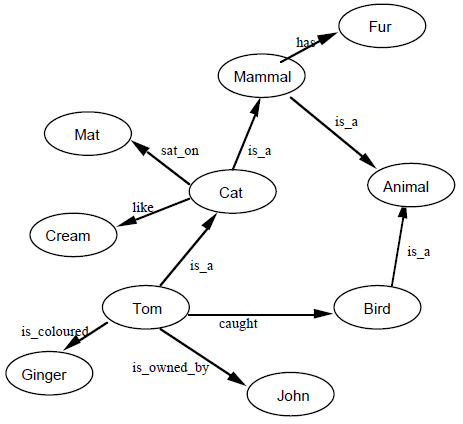 Fur
has
Mammal
Mat
is_a
sat_on
is_a
Animal
Cat
like
Cream
is_a
is_a
Tom
Bird
caught
is_coloured
is_owned_by
Ginger
John